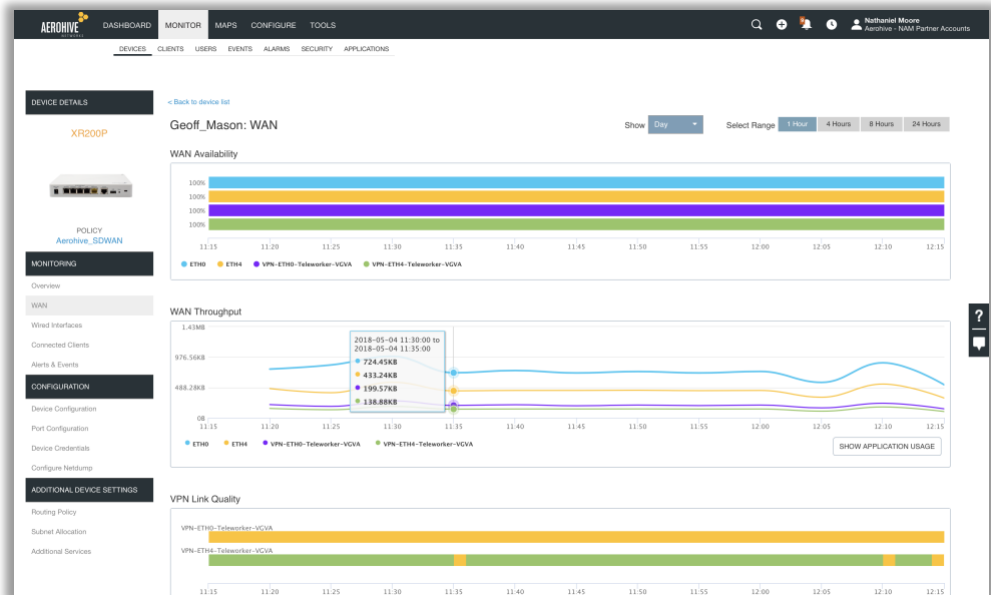 AEROHIVE
NETWORKS
DASHBOARD MONITOR MAPS CONFIGURE TOOLS
Nathaniel Moore
Aerohive - NAM Partner Accounts
DEVICES CLIENTS USERS EVENTS ALARMS SECURITY APPLICATIONS
DEVICE DETAILS
XR200P
POLICY
Aerohive_SDWAN
MONITORING
Overview
WAN
Wired Interfaces
Connected Clients
Alerts & Events
CONFIGURATION
Device Configuration
Port Configuration
Device Credentials
Configure Netdump
ADDITIONAL DEVICE SETTINGS
Routing Policy
Subnet Allocation
Additional Services
< Back to device list
Geoff_Mason: WAN
Show Day Select Range 1 Hour 4 Hours 8 Hours 24 Hours
WAN Availability
100%
100%
100%
100%
11:15 11:20 11:25 11:30 11:35 11:40 11:45 11:50 11:55 12:00 12:05 12:10 12:15
ETH0 ETH4 VPN-ETH0-Teleworker-VGVA VPN-ETH4-Teleworker-VGVA
WAN Throughput
1.43MB
976.56KB
488.28KB
0B
2018-05-04 11:30:00 to
2018-05-04 11:35:00
724.45KB
433.24KB
199.57KB
138.88KB
11:15 11:20 11:25 11:30 11:35 11:40 11:45 11:50 11:55 12:00 12:05 12:10 12:15
ETH0 ETH4 VPN-ETH0-Teleworker-VGVA VPN-ETH4-Teleworker-VGVA
SHOW APPLICATION USAGE
VPN Link Quality
VPN-ETH0-Teleworker-VGVA
VPN-ETH4-Teleworker-VGVA
11:15 11:20 11:25 11:30 11:35 11:40 11:45 11:50 11:55 12:00 12:05 12:10 12:15
?